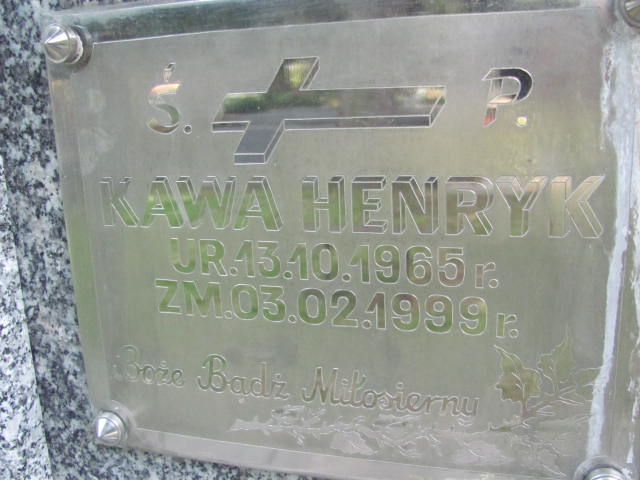 Ś. P.
KAWA HENRYK
UR.13.10.1965 r.
ZM.03.02.1999 r.
Boże Bądź Miłosierny